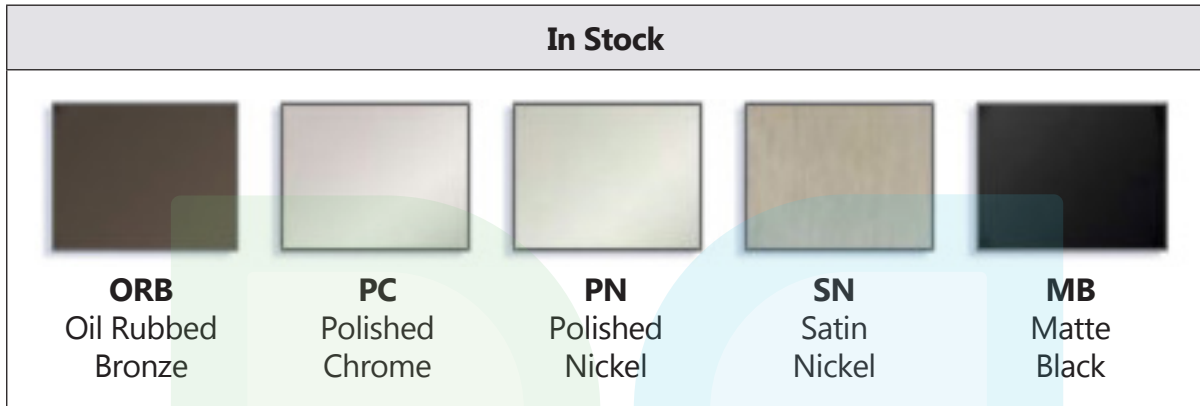 In Stock
ORB
Oil Rubbed
Bronze
PC
Polished
Chrome
PN
Polished
Nickel
SN
Satin
Nickel
MB
Matte
Black